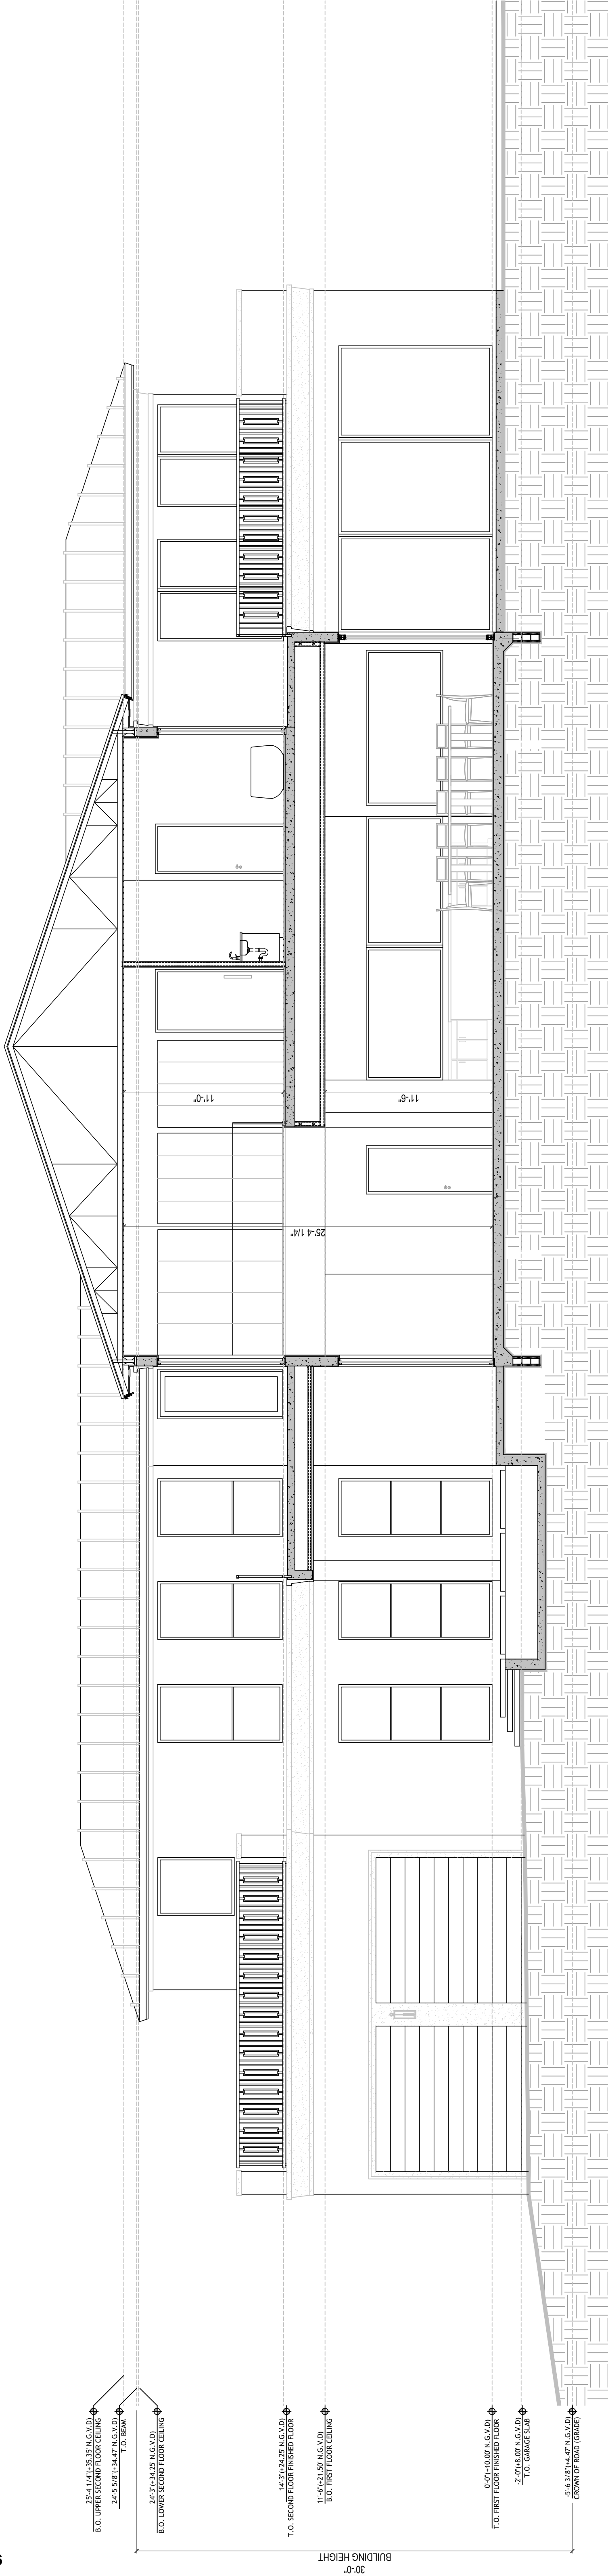 11'-0"
11'-6"
25'-4 1/4"
25'-4 1/4"(+35.35' N.G.V.D)
B.O. UPPER SECOND FLOOR CEILING
24'-5 5/8"(+34.47' N.G.V.D)
T.O. BEAM
24'-3"(+34.25' N.G.V.D)
B.O. LOWER SECOND FLOOR CEILING
14'-3"(+24.25' N.G.V.D)
T.O. SECOND FLOOR FINISHED FLOOR
11'-6"(+21.50' N.G.V.D)
B.O. FIRST FLOOR CEILING
0'-0"(+10.00' N.G.V.D)
T.O. FIRST FLOOR FINISHED FLOOR
-2'-0"(+8.00' N.G.V.D)
T.O. GARAGE SLAB
-5'-6 3/8"(+4.47' N.G.V.D)
CROWN OF ROAD (GRADE)
30'-0"
BUILDING HEIGHT